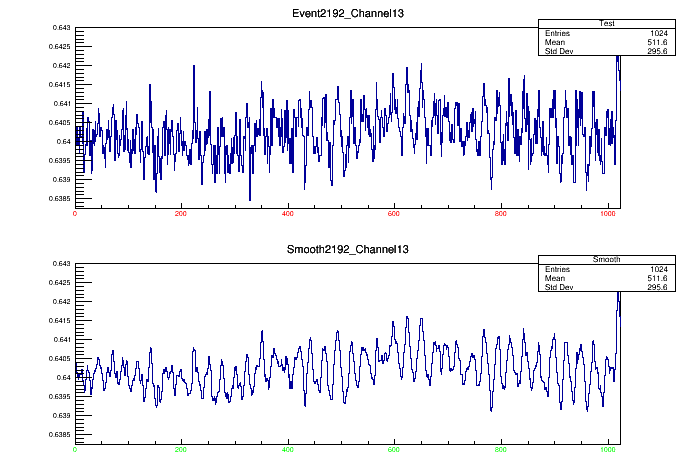 Event2192_Channel13
Test
Entries 1024
Mean 511.6
Std Dev 295.6
0.643
0.6425
0.642
0.6415
0.641
0.6405
0.64
0.6395
0.639
0.6385
0 200 400 600 800 1000
Smooth2192_Channel13
Smooth
Entries 1024
Mean 511.6
Std Dev 295.6
0.643
0.6425
0.642
0.6415
0.641
0.6405
0.64
0.6395
0.639
0.6385
0 200 400 600 800 1000